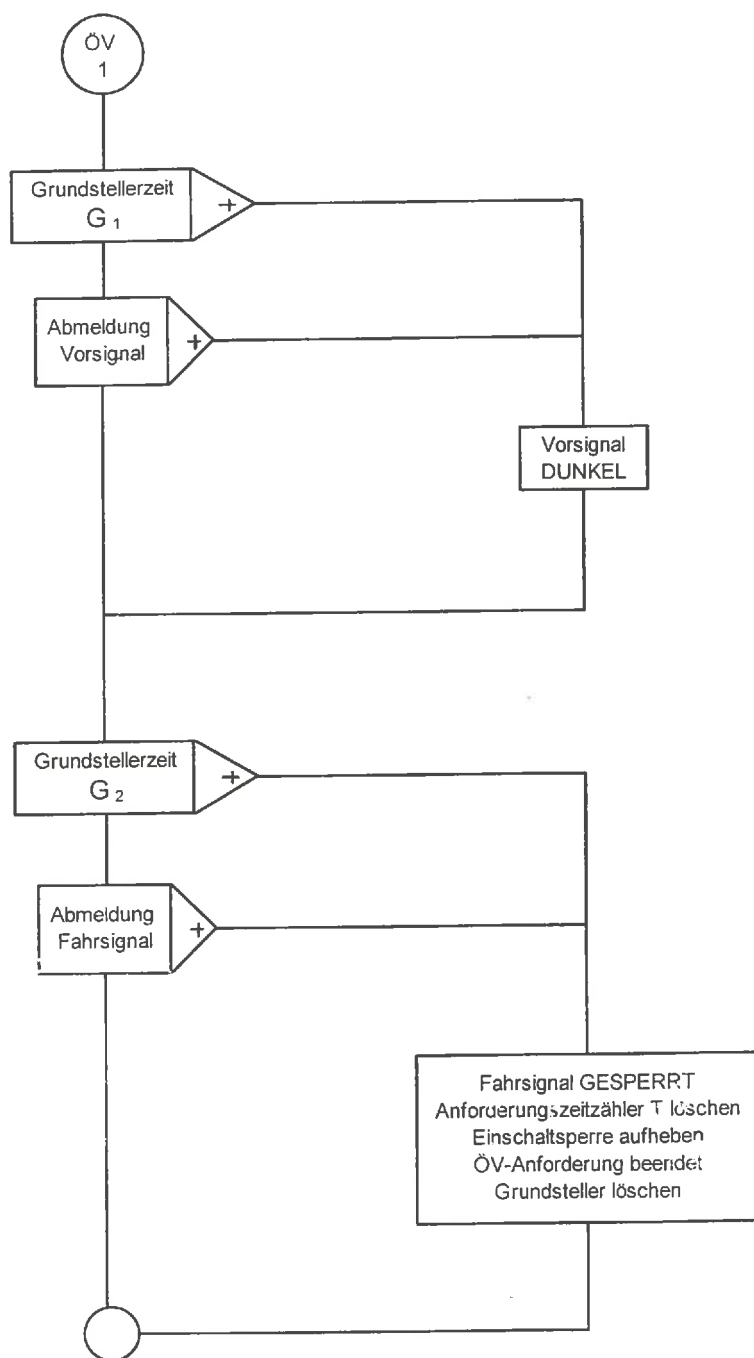 ÖV
1
Grundstellerzeit
G 1
+
Abmeldung
Vorsignal
+
Vorsignal
DUNKEL
Grundstellerzeit
G 2
+
Abmeldung
Fahrsignal
+
Fahrsignal GESPERRT
Anforderungszeitzähler T löschen
Einschaltsperre aufheben
ÖV-Anforderung beendet
Grundsteller löschen